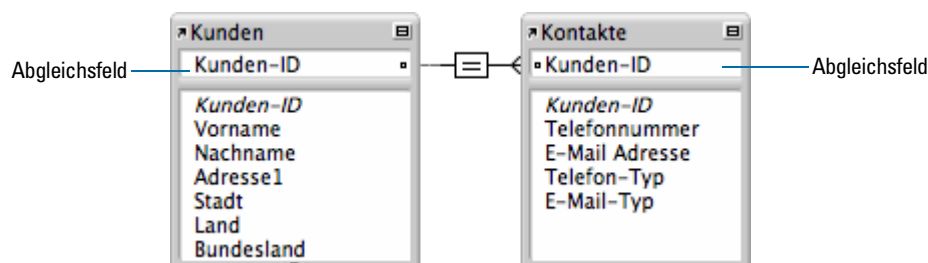 Kunden
Kunden-ID
Abgleichsfeld
Kunden-ID
Vorname
Nachname
Adresse1
Stadt
Land
Bundesland
Kontakte
Kunden-ID
Abgleichsfeld
Kunden-ID
Telefonnummer
E-Mail Adresse
Telefon-Typ
E-Mail-Typ